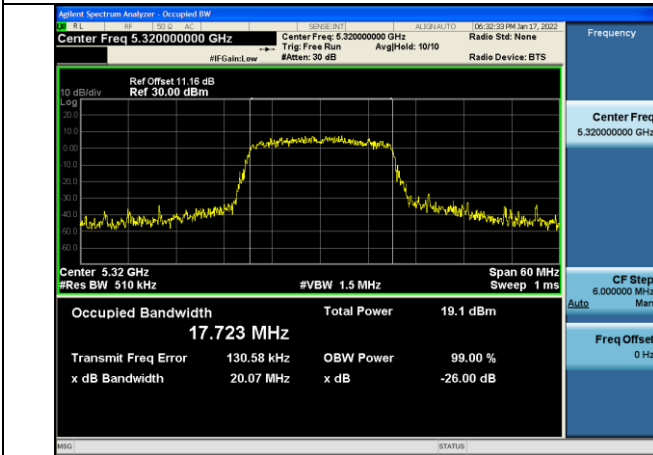 Agilent Spectrum Analyzer - Occupied BW
RL RF 50 Ω AC SENSE:INT ALIGNAUTO 06:32:33 PM Jan 17, 2022
Center Freq 5.320000000 GHz
Center Freq: 5.320000000 GHz
Radio Std: None
Trig: Free Run Avg|Hold: 10/10
#IFGain:Low #Atten: 30 dB Radio Device: BTS
Ref Offset 11.16 dB
10 dB/div Ref 30.00 dBm
Log
20.0
10.0
0.00
-10.0
-20.0
-30.0
-40.0
-50.0
-60.0
Center 5.32 GHz Span 60 MHz
#Res BW 510 kHz #VBW 1.5 MHz Sweep 1 ms
Occupied Bandwidth Total Power 19.1 dBm
17.723 MHz
Transmit Freq Error 130.58 kHz OBW Power 99.00 %
x dB Bandwidth 20.07 MHz x dB -26.00 dB
MSG STATUS
Frequency
Center Freq
5.320000000 GHz
CF Step
6.000000 MHz
Auto Man
Freq Offset
0 Hz